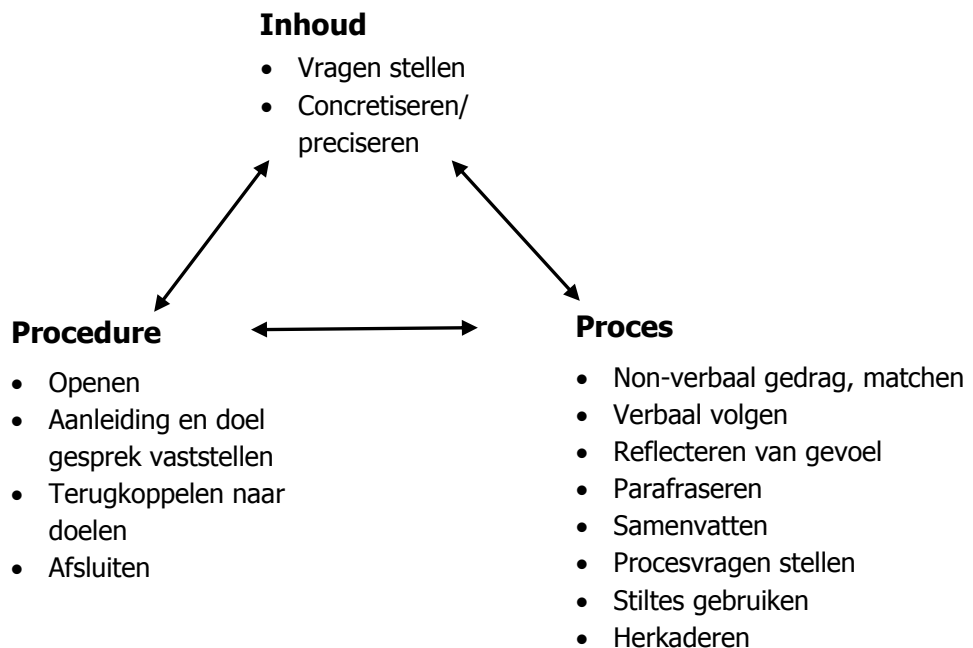 Inhoud
• Vragen stellen
• Concretiseren/
preciseren
Procedure
• Openen
• Aanleiding en doel
gesprek vaststellen
• Terugkoppelen naar
doelen
• Afsluiten
Proces
• Non-verbaal gedrag, matchen
• Verbaal volgen
• Reflecteren van gevoel
• Parafraseren
• Samenvatten
• Procesvragen stellen
• Stiltes gebruiken
• Herkaderen